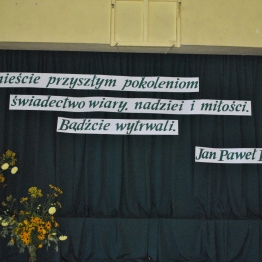 nieście przyszłym pokoleniom
świadectwo wiary, nadziei i miłości.
Bądźcie wytrwali.
Jan Paweł I